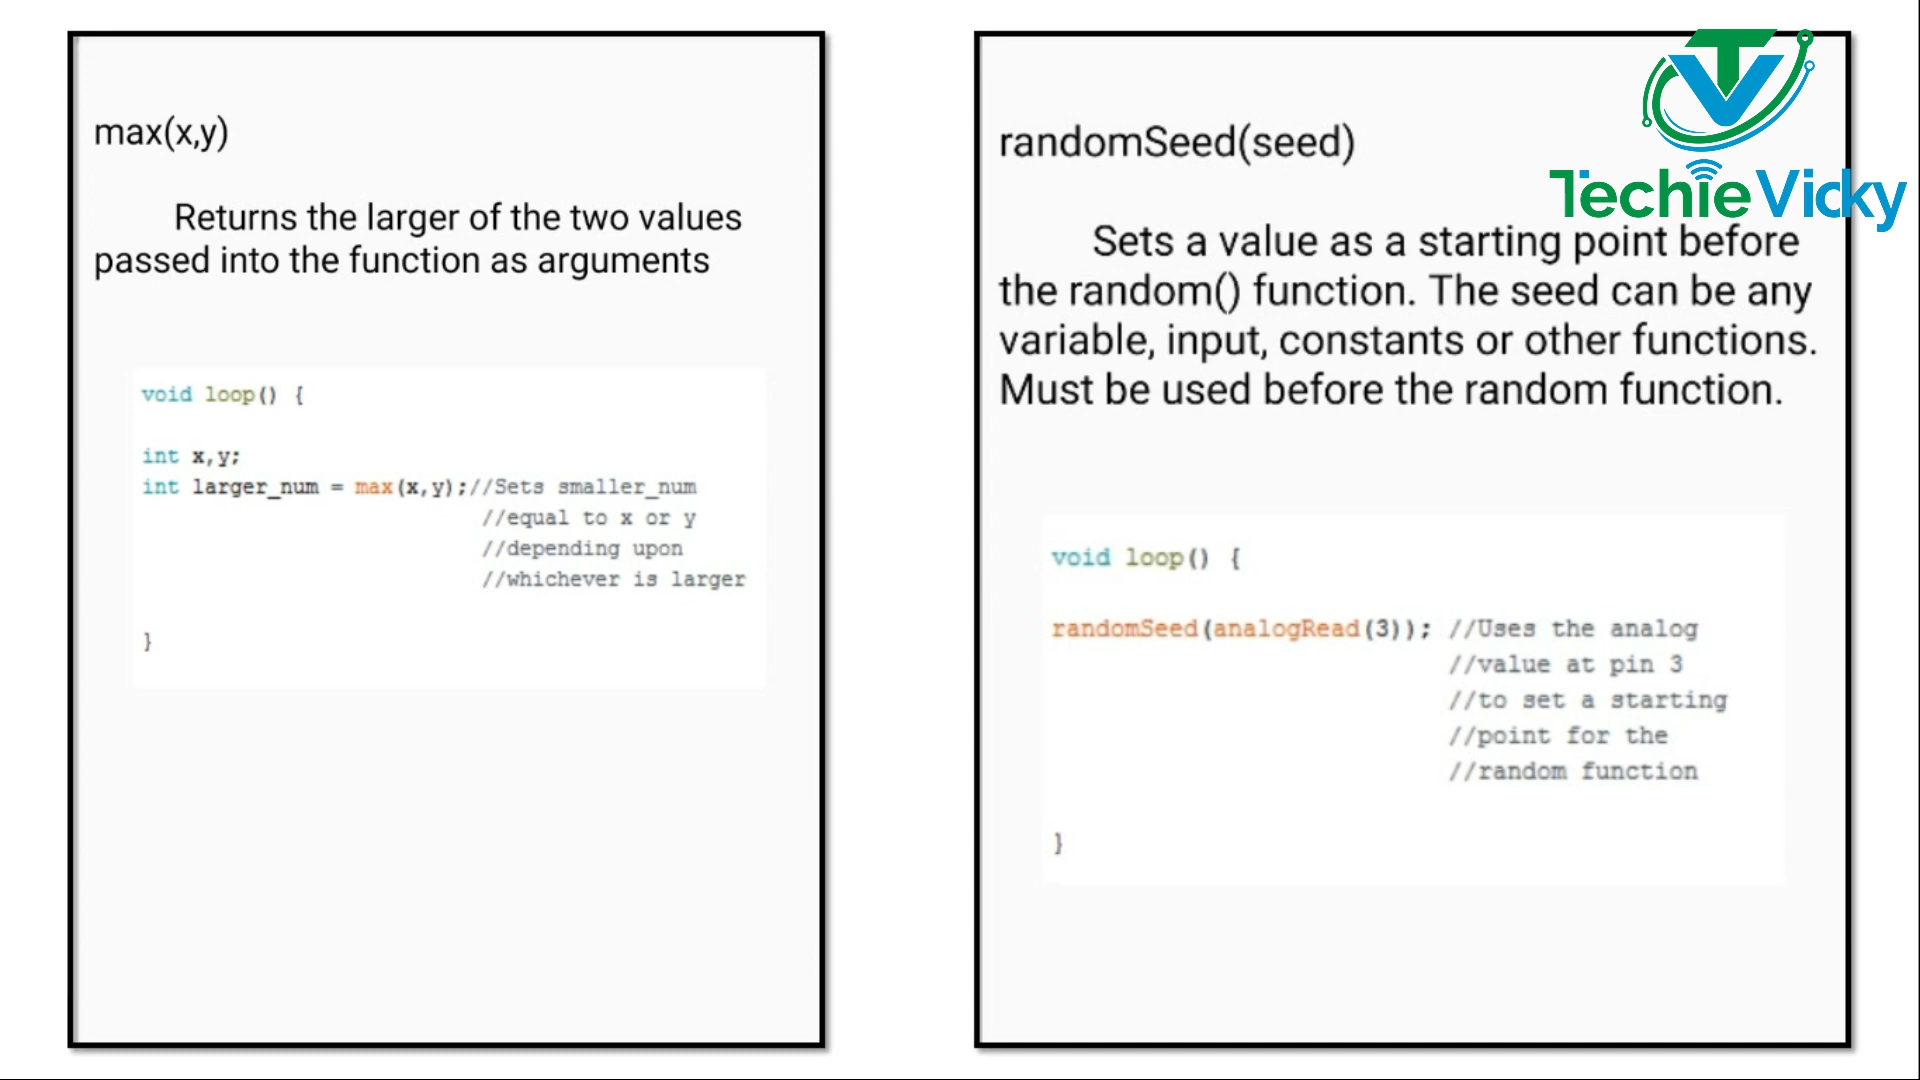 max(x,y)
Returns the larger of the two values
passed into the function as arguments
void loop() {
int x,y;
int larger_num = max(x,y);//Sets smaller_num
//equal to x or y
//depending upon
//whichever is larger
}
TechieVicky
randomSeed(seed)
Sets a value as a starting point before
the random() function. The seed can be any
variable, input, constants or other functions.
Must be used before the random function.
void loop() {
randomSeed(analogRead(3)); //Uses the analog
//value at pin 3
//to set a starting
//point for the
//random function
}